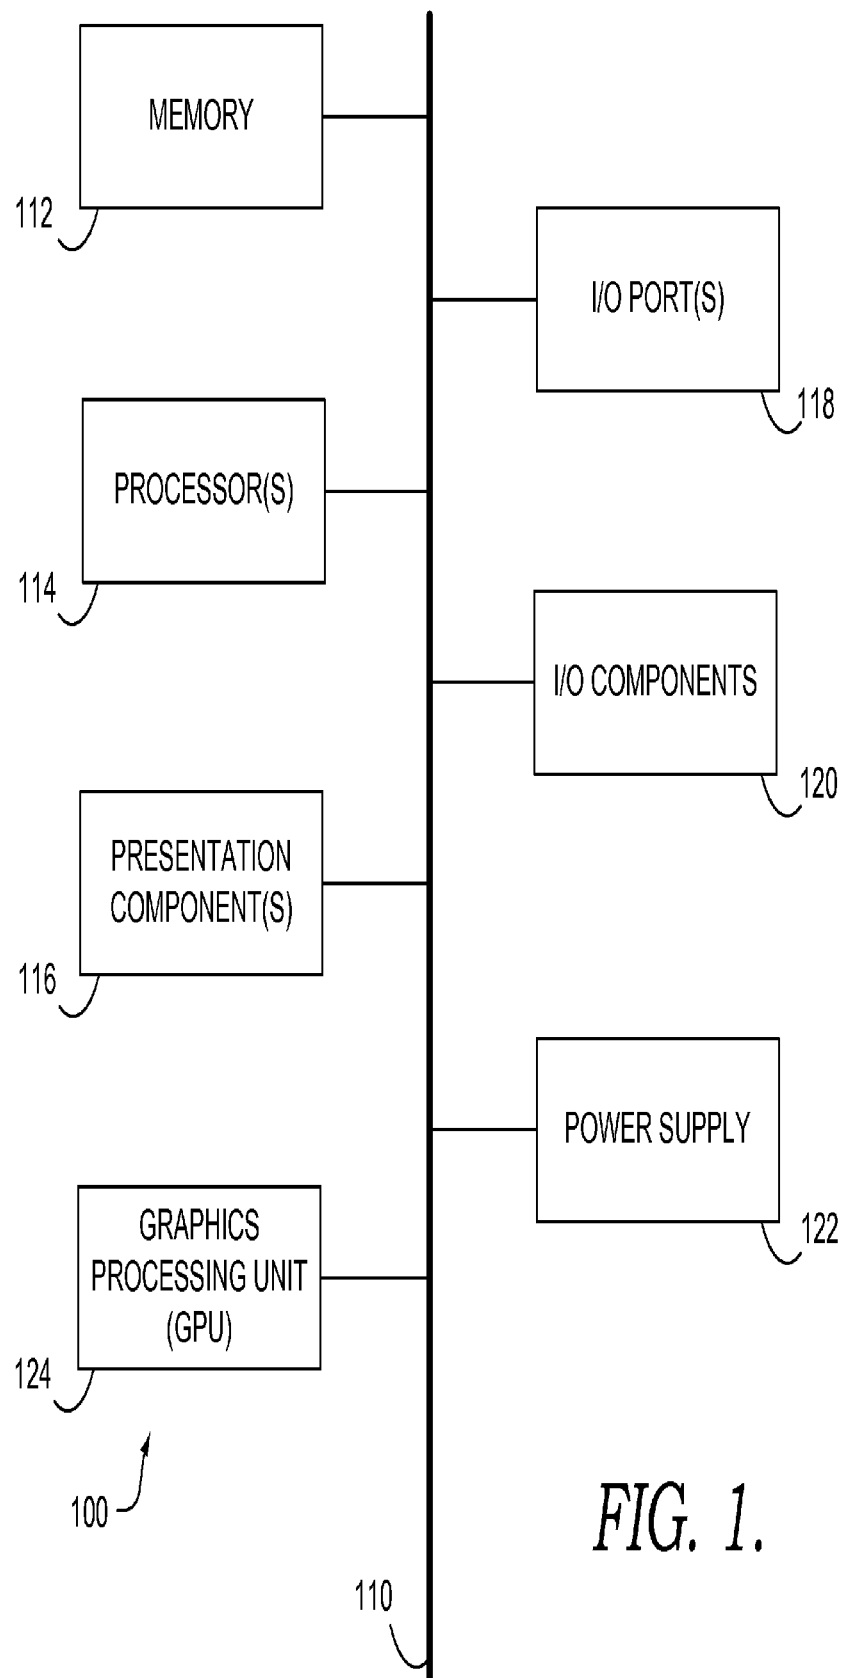 MEMORY
112
I/O PORT(S)
118
PROCESSOR(S)
114
I/O COMPONENTS
120
PRESENTATION
COMPONENT(S)
116
POWER SUPPLY
122
GRAPHICS
PROCESSING UNIT
(GPU)
124
100
FIG. 1.
110